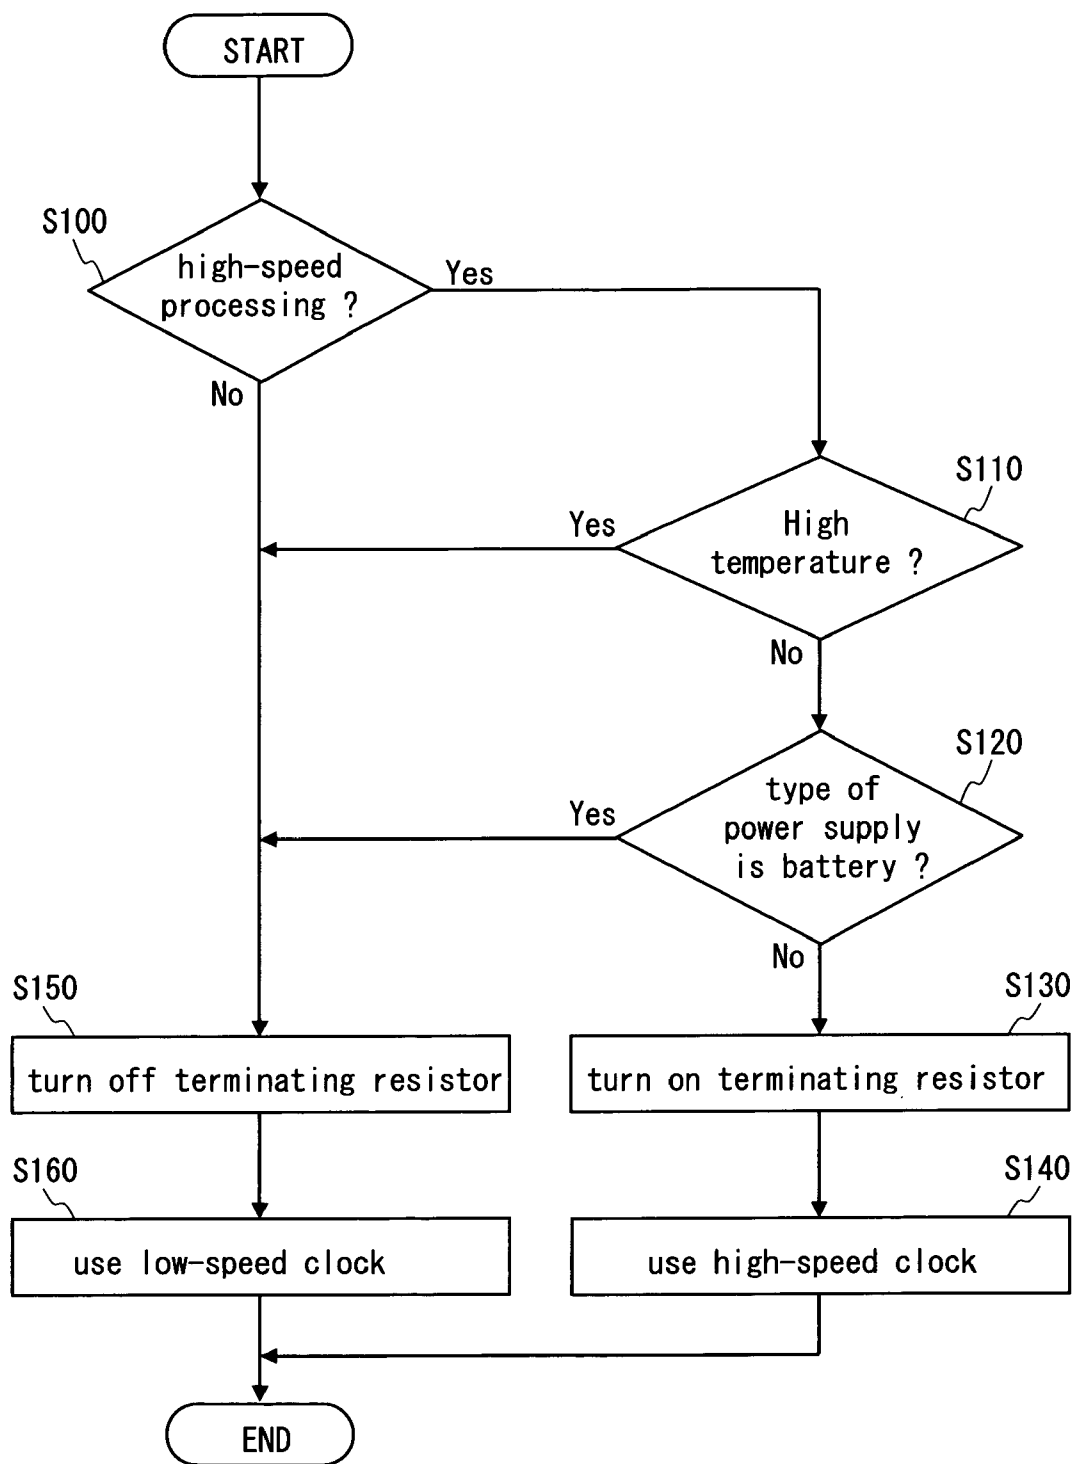 START
S100
high-speed
processing ?
Yes
No
S110
High
temperature ?
Yes
No
S120
type of
power supply
is battery ?
Yes
No
S150
turn off terminating resistor
S130
turn on terminating resistor
S160
use low-speed clock
S140
use high-speed clock
END